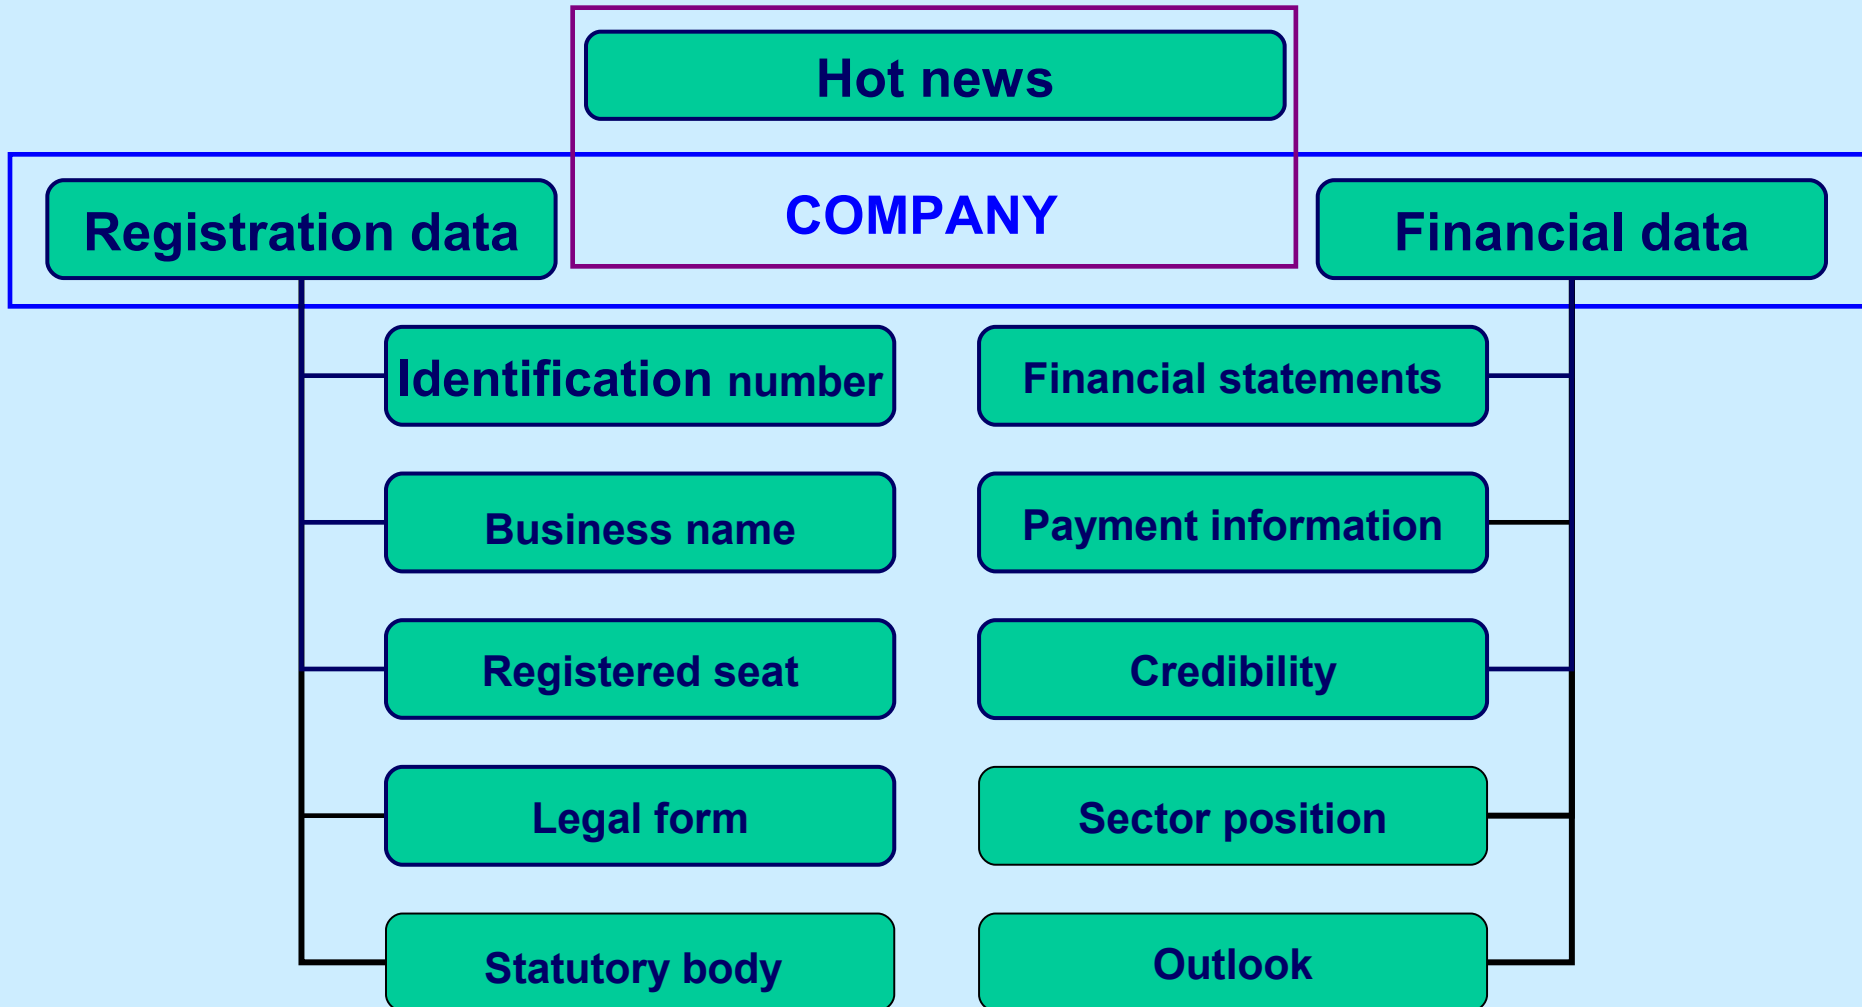 Hot news
COMPANY
Registration data
Financial data
Identification number
Business name
Registered seat
Legal form
Statutory body
Financial statements
Payment information
Credibility
Sector position
Outlook